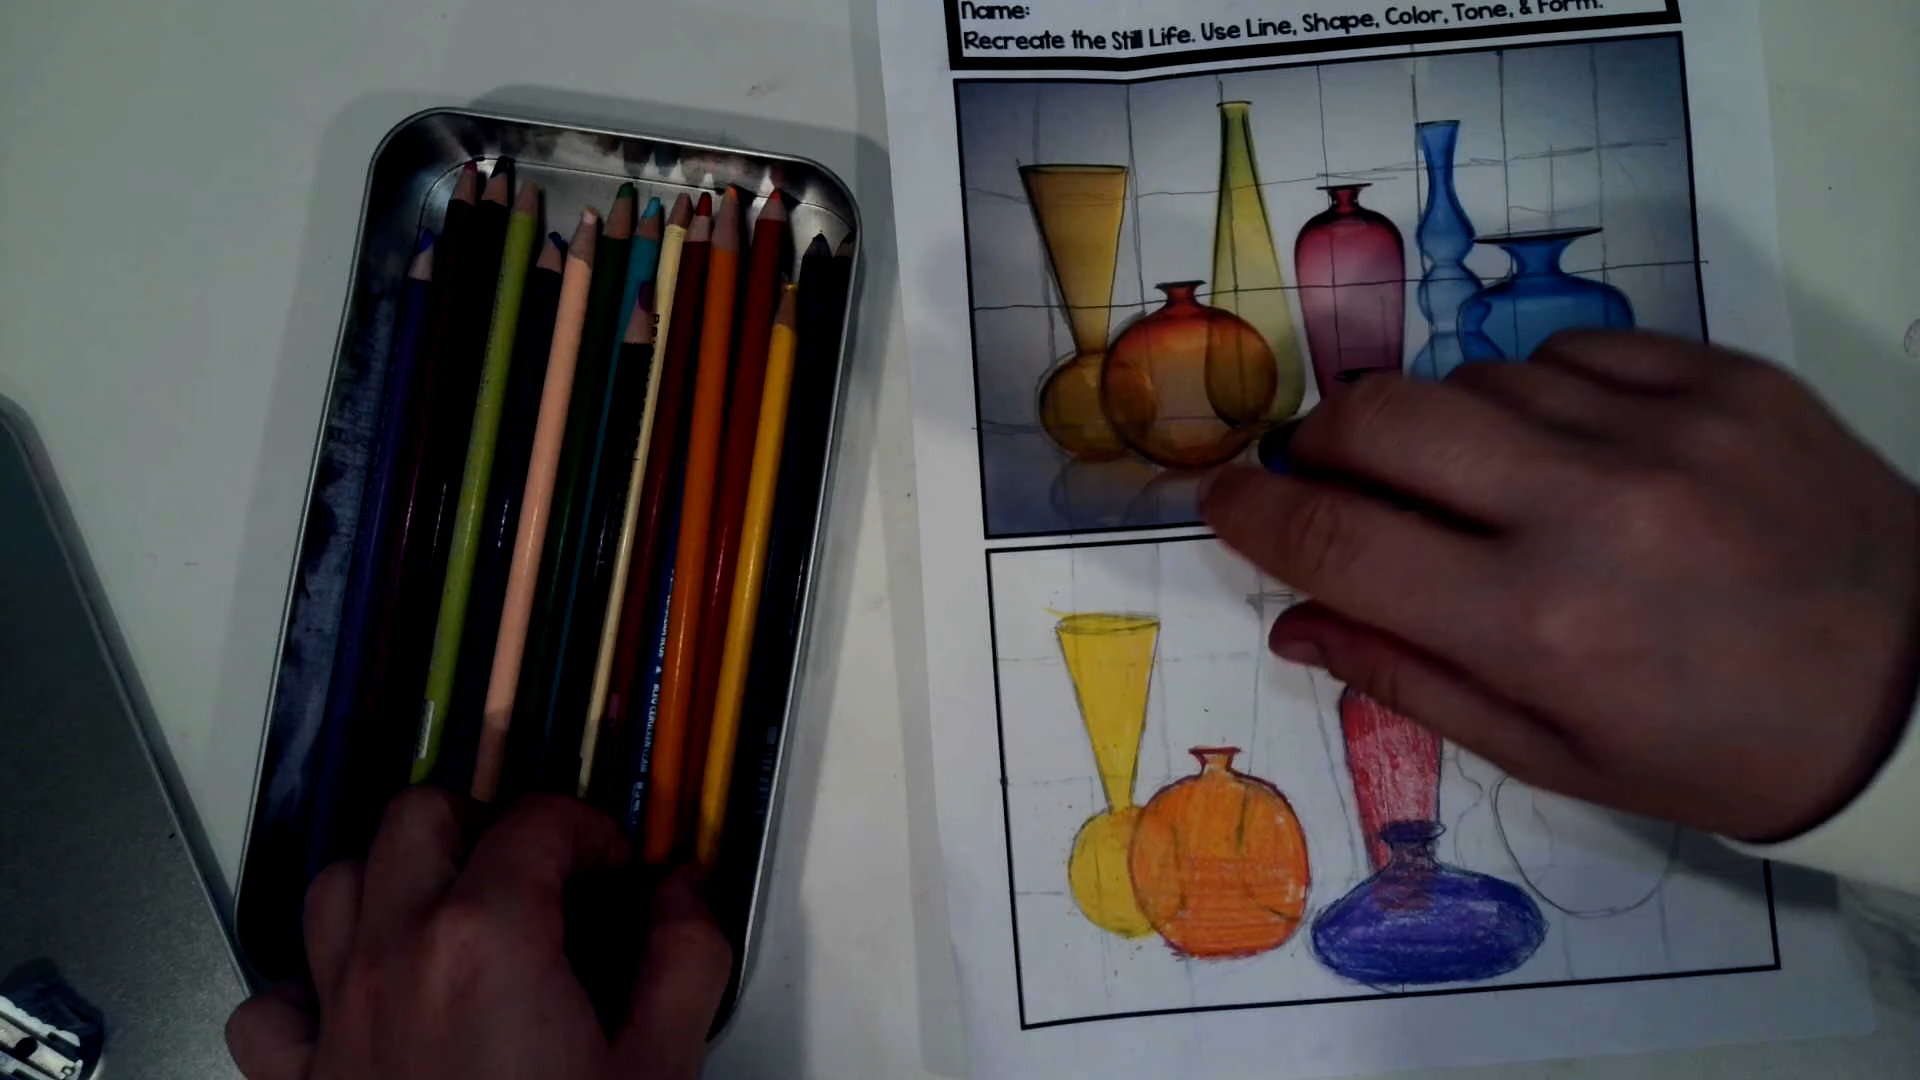 Name:
Recreate the Still Life. Use Line, Shape, Color, Tone, & Form.